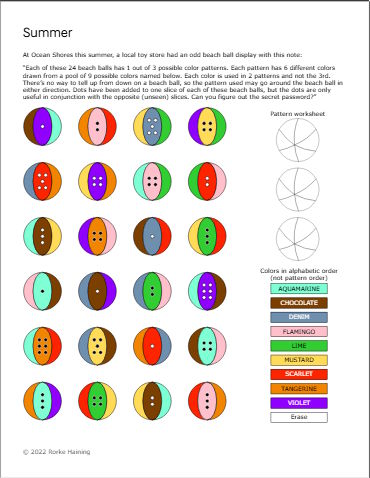 Summer
At Ocean Shores this summer, a local toy store had an odd beach ball display with this note:
"Each of these 24 beach balls has 1 out of 3 possible color patterns. Each pattern has 6 different colors
drawn from a pool of 9 possible colors named below. Each color is used in 2 patterns and not the 3rd.
There's no way to tell up from down on a beach ball, so the pattern used may go around the beach ball in
either direction. Dots have been added to one slice of each of these beach balls, but the dots are only
useful in conjunction with the opposite (unseen) slices. Can you figure out the secret password?"
Pattern worksheet
Colors in alphabetic order
(not pattern order)
AQUAMARINE
CHOCOLATE
DENIM
FLAMINGO
LIME
MUSTARD
SCARLET
TANGERINE
VIOLET
Erase
© 2022 Rorke Haining